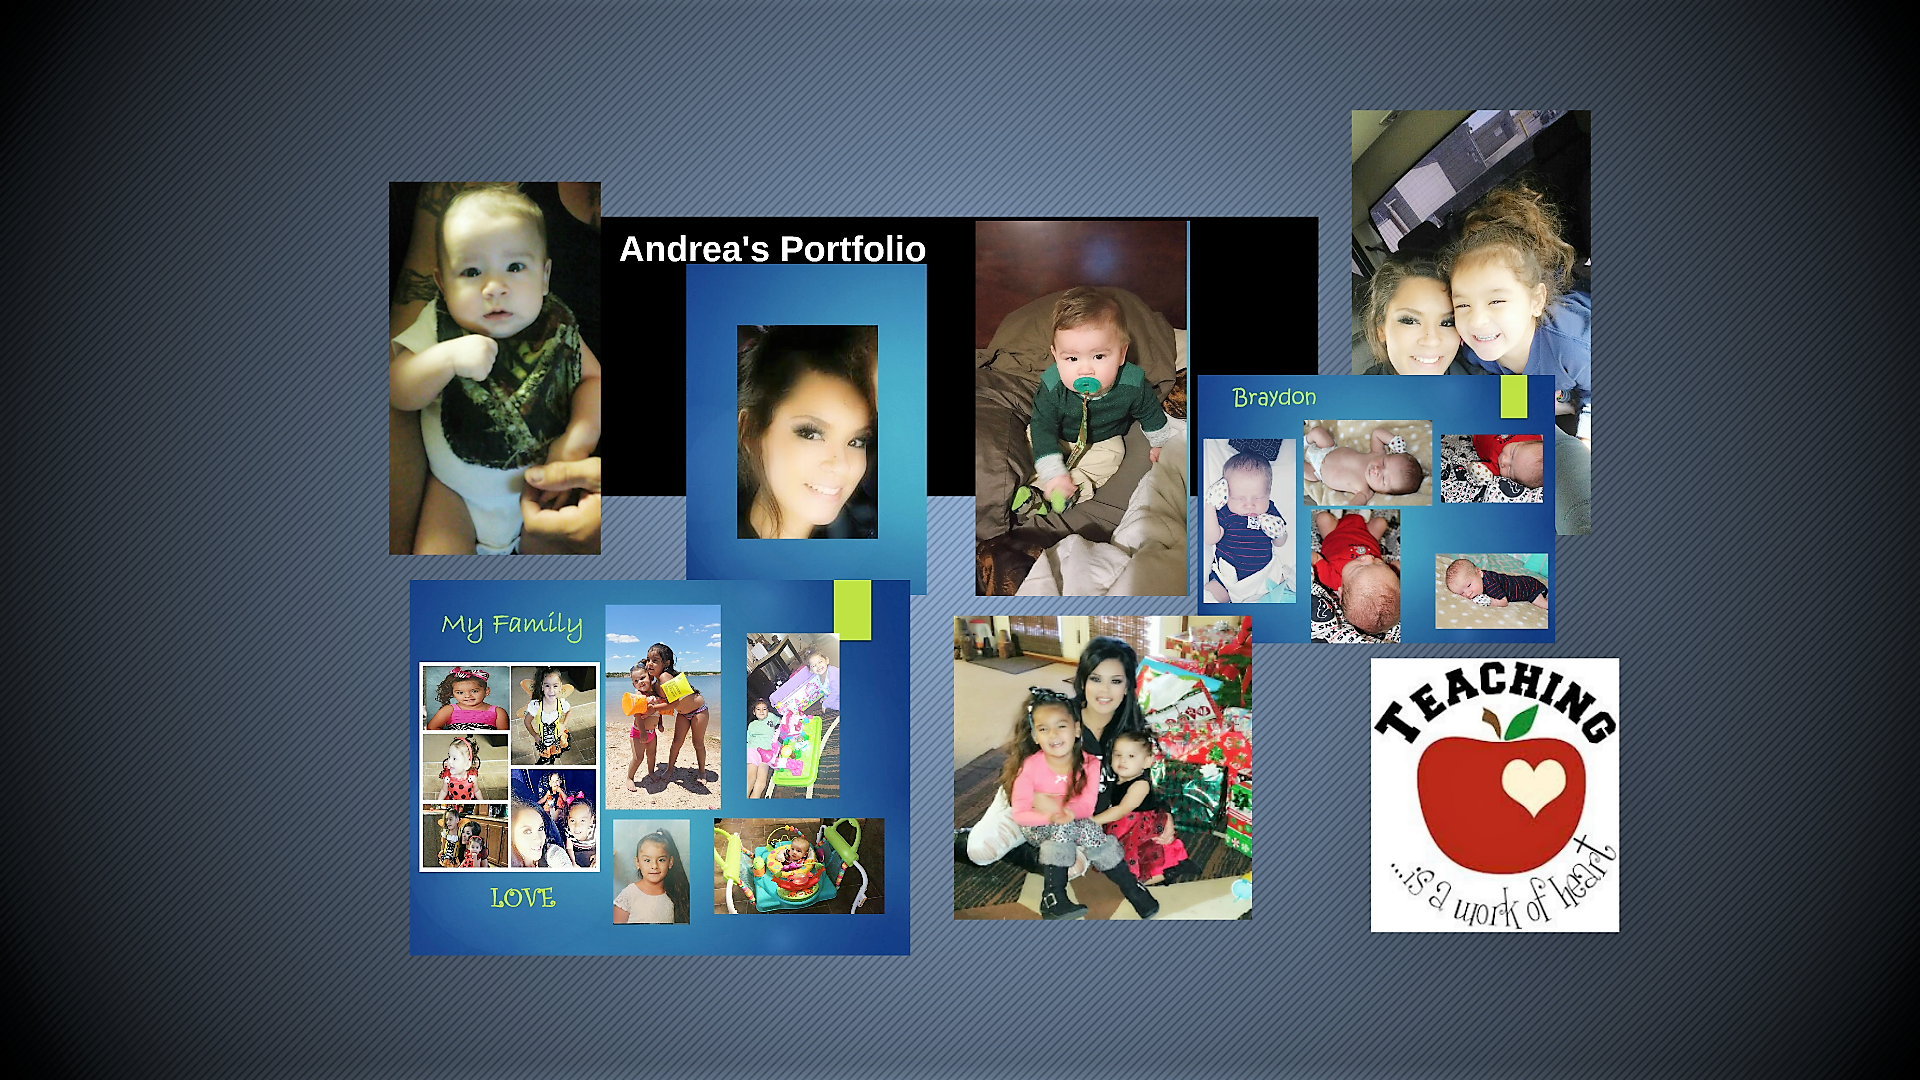 Andrea's Portfolio
Braydon
My Family
LOVE
TEACHING
...is a work of heart